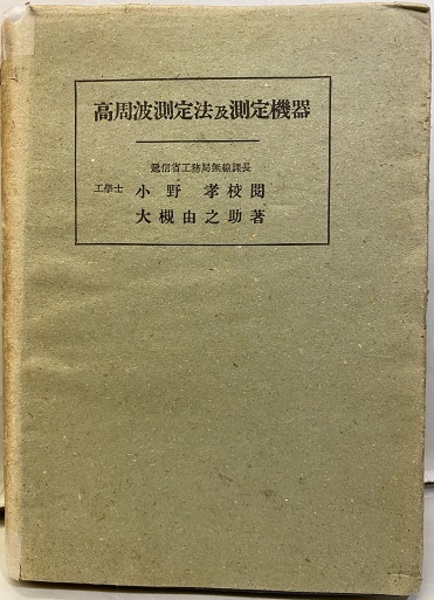 高周波測定法及測定機器
遞信省工務局無線課長
工學士 小野孝校閲
大槻由之助著